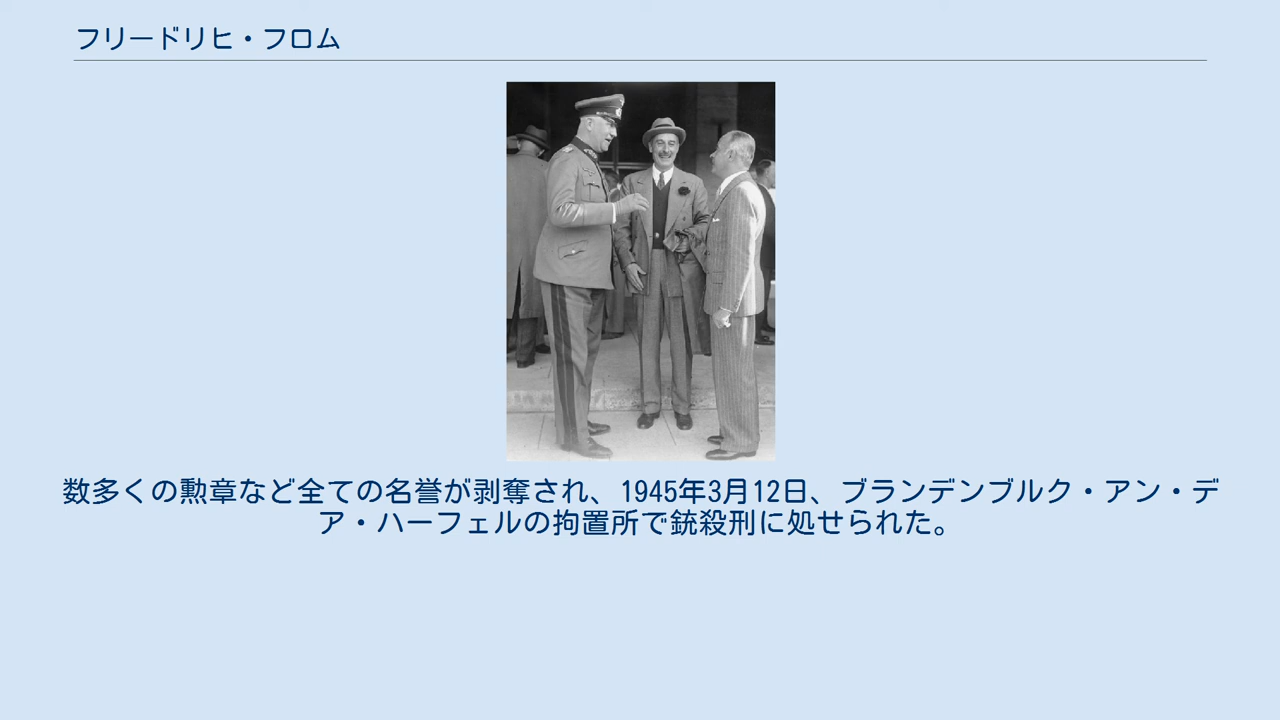 フリードリヒ・フロム
数多くの勲章など全ての名誉が剥奪され、1945年3月12日、ブランデンブルク・アン・デ
ア・ハーフェルの拘置所で銃殺刑に処せられた。